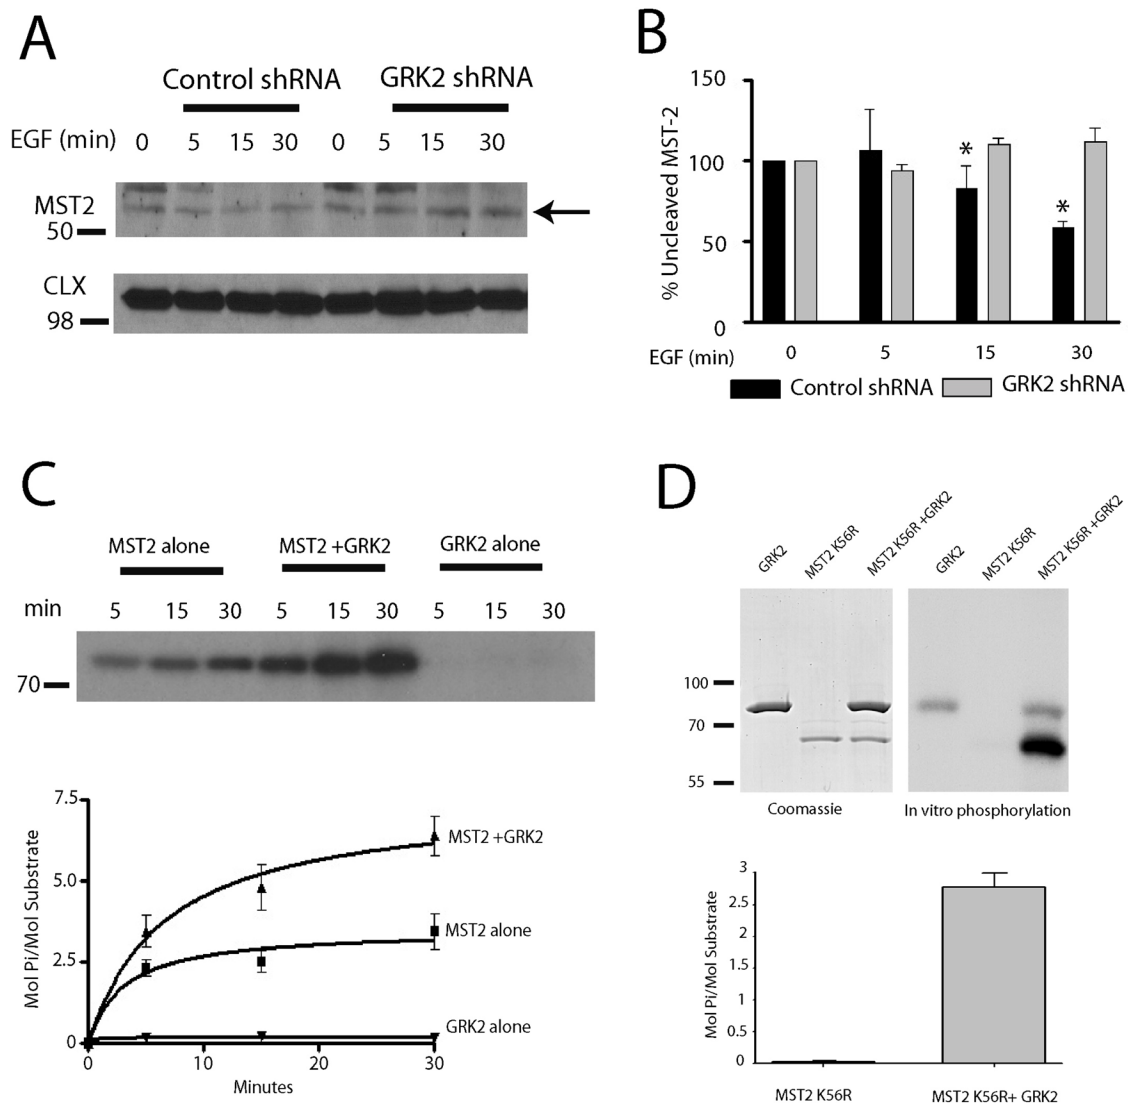 A
Control shRNA GRK2 shRNA
EGF (min) 0 5 15 30 0 5 15 30
MST2
50
CLX
98
B
% Uncleaved MST-2
150
100
50
0
* *
EGF (min) 0 5 15 30
Control shRNA GRK2 shRNA
C
MST2 alone MST2 +GRK2 GRK2 alone
min 5 15 30 5 15 30 5 15 30
70
Mol Pi/Mol Substrate
7.5
5.0
2.5
0
MST2 +GRK2
MST2 alone
GRK2 alone
0 10 20 30
Minutes
D
GRK2 MST2 K56R MST2 K56R +GRK2 GRK2 MST2 K56R MST2 K56R +GRK2
100
70
55
Coomassie In vitro phosphorylation
Mol Pi/Mol Substrate
3
2.5
2
1.5
1
0.5
0
MST2 K56R MST2 K56R+ GRK2